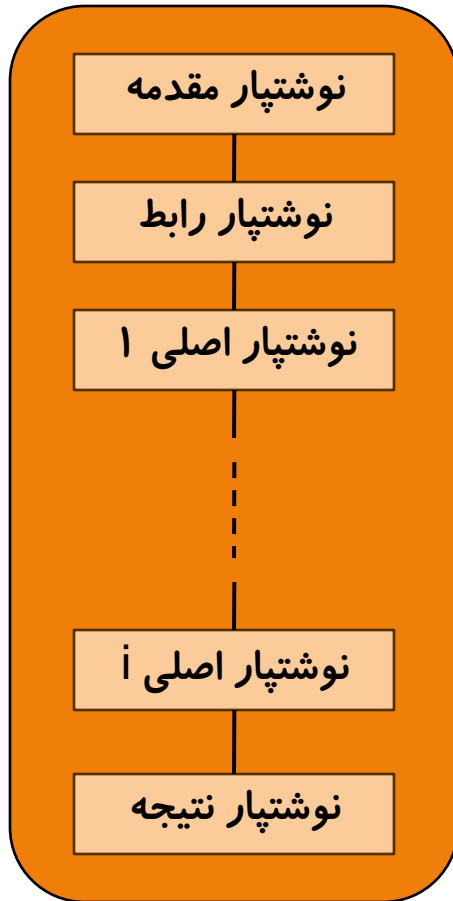 نوشتپار مقدمه
نوشتپار رابط
نوشتپار اصلی ۱
نوشتپار اصلی i
نوشتپار نتیجه